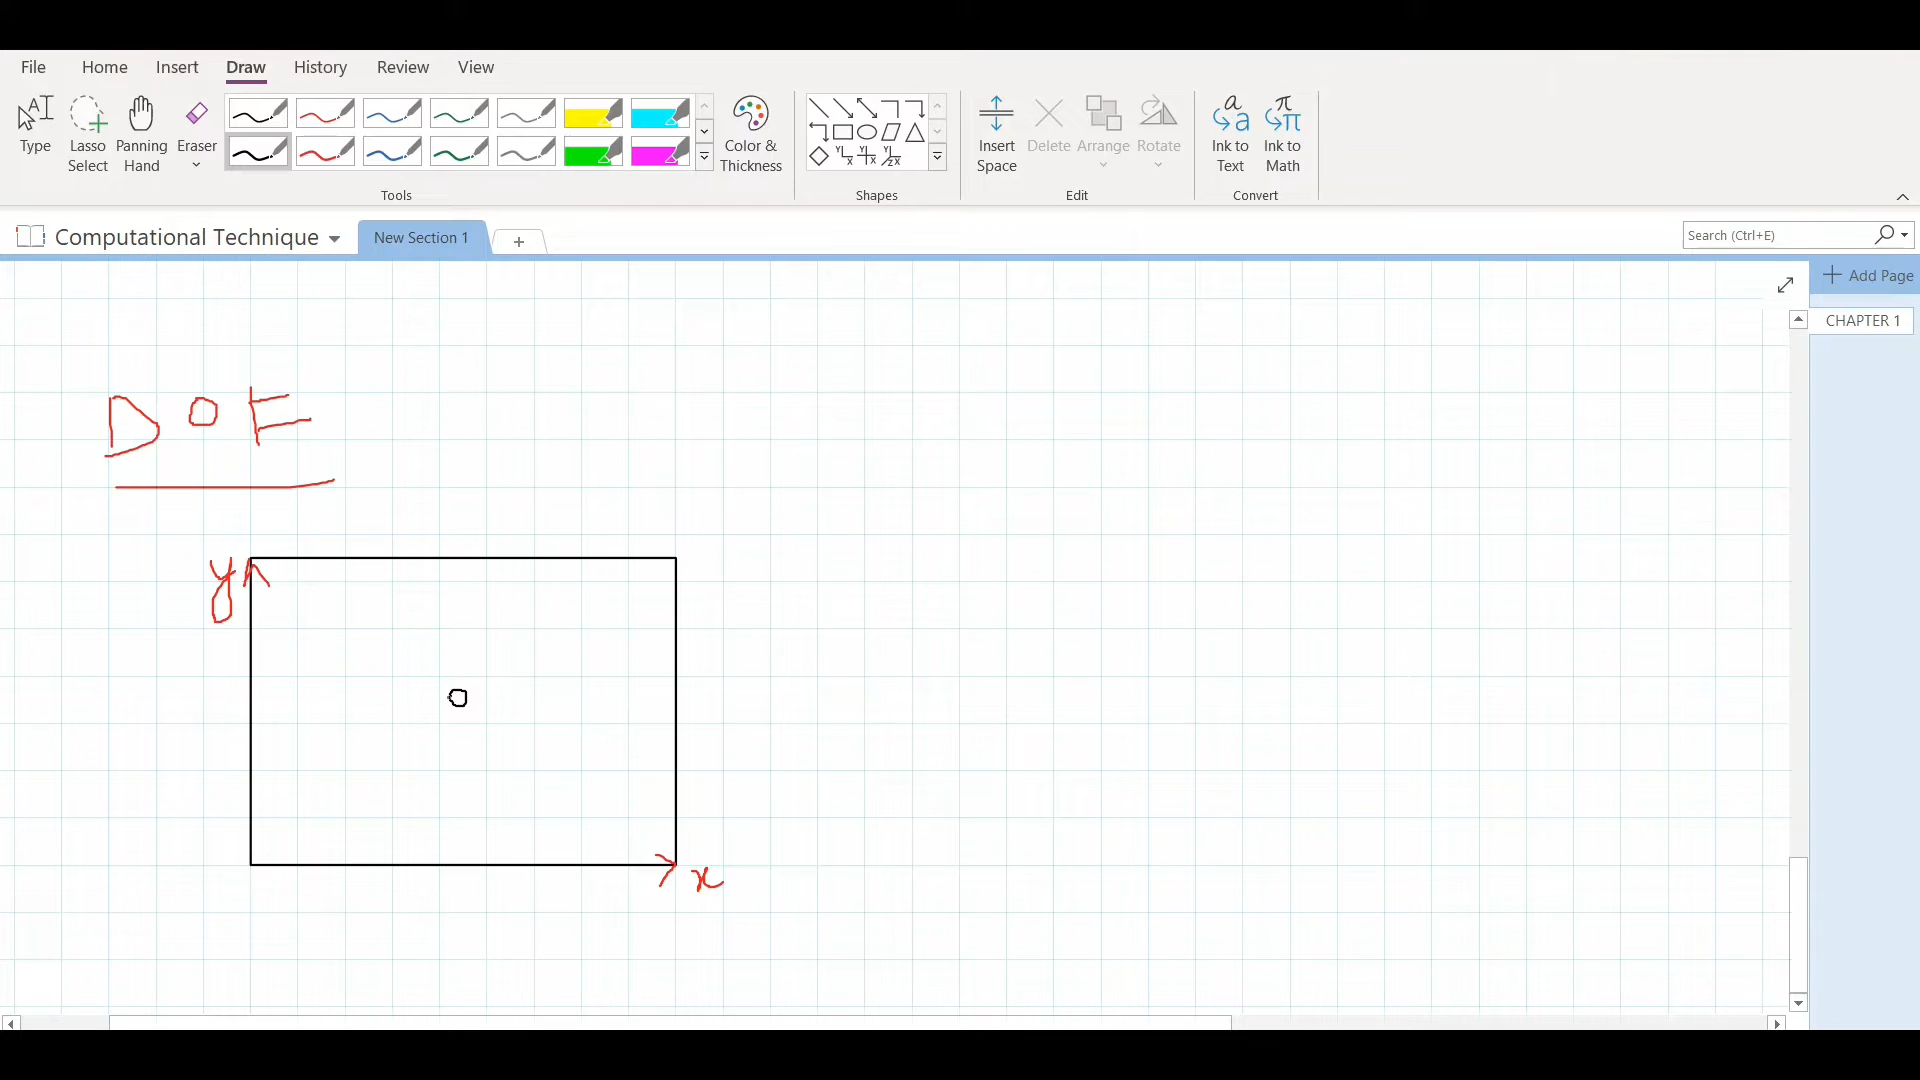 File Home Insert Draw History Review View
Type Lasso Select Panning Hand Eraser Color & Thickness Insert Space Delete Arrange Rotate Ink to Text Ink to Math
Tools Shapes Edit Convert
Computational Technique New Section 1 Search (Ctrl+E)
Add Page
CHAPTER 1
DOE
y
x